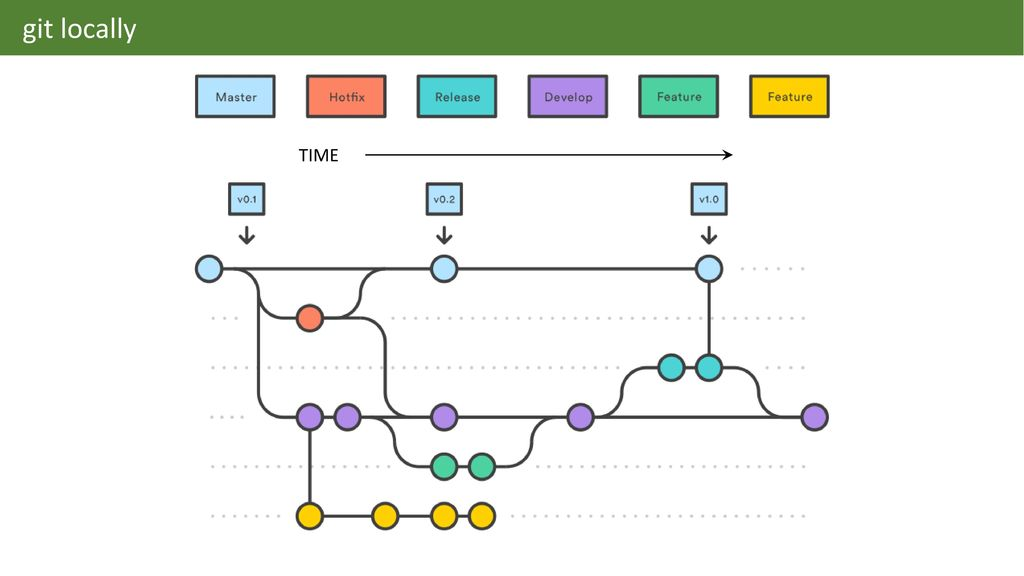 git locally
Master Hotfix Release Develop Feature Feature
TIME
v0.1 v0.2 v1.0